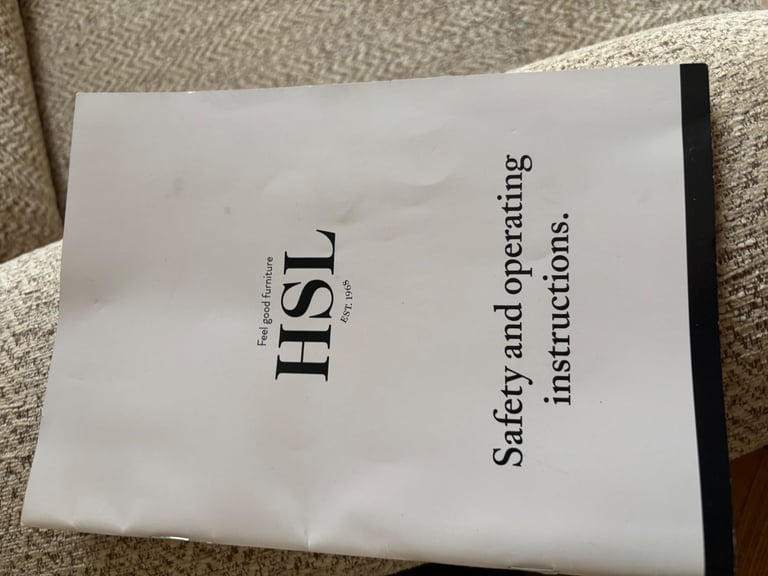 Feel good furniture
HSL
EST. 1968
Safety and operating
instructions.